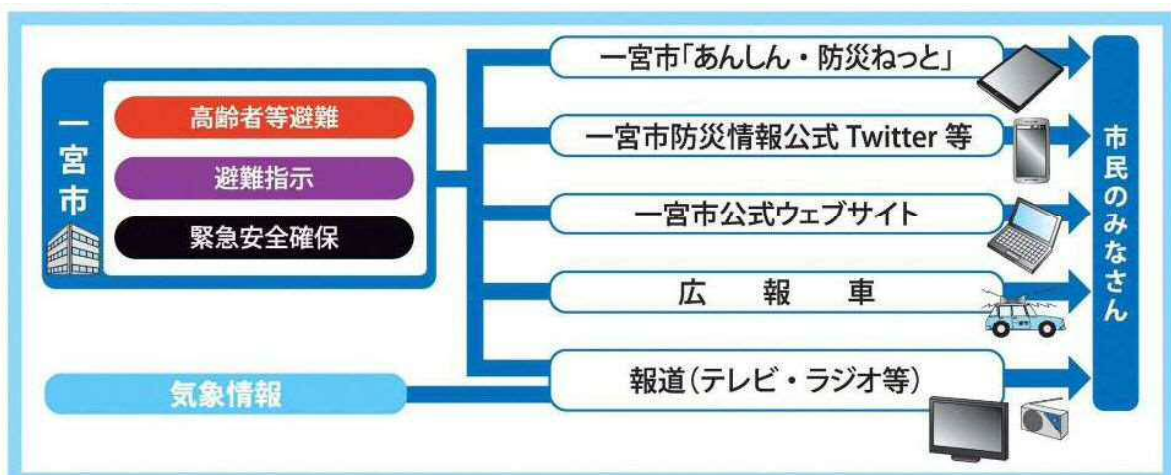 一宮市
高齢者等避難
避難指示
緊急安全確保
気象情報
一宮市「あんしん・防災ねっと」
一宮市防災情報公式 Twitter 等
一宮市公式ウェブサイト
広報車
報道(テレビ・ラジオ等)
市民のみなさん